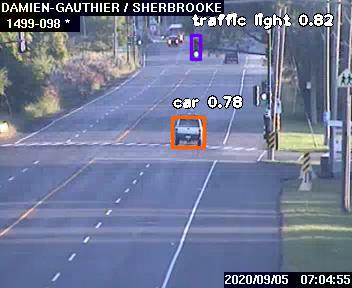 DAMIEN-GAUTHIER / SHERBROOKE
1499-098 *
traffic light 0.82
car 0.78
2020/09/05 07:04:55